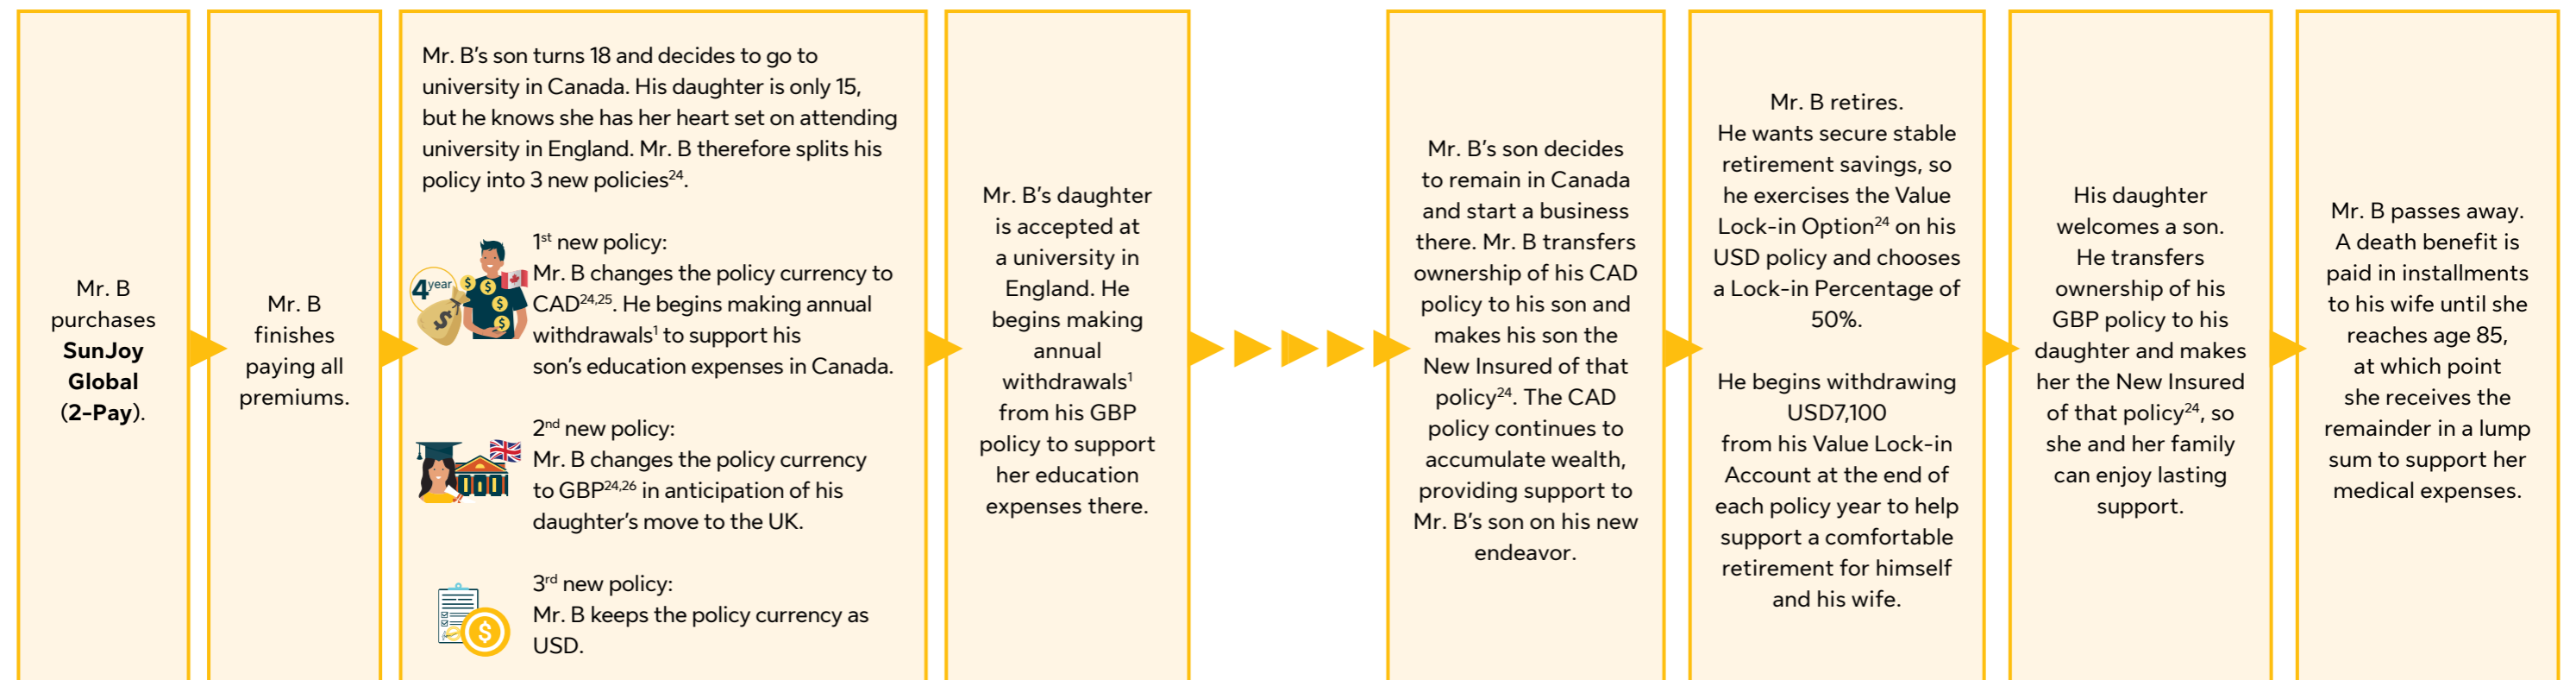 Mr. B
purchases
SunJoy
Global
(2-Pay).
Mr. B
finishes
paying all
premiums.
Mr. B’s son turns 18 and decides to go to
university in Canada. His daughter is only 15,
but he knows she has her heart set on attending
university in England. Mr. B therefore splits his
policy into 3 new policies²⁴.
4year
1st new policy:
Mr. B changes the policy currency to
CAD²⁴,²⁵. He begins making annual
withdrawals¹ to support his
son’s education expenses in Canada.
2nd new policy:
Mr. B changes the policy currency
to GBP²⁴,²⁶ in anticipation of his
daughter’s move to the UK.
3rd new policy:
Mr. B keeps the policy currency as
USD.
Mr. B’s daughter
is accepted at
a university in
England. He
begins making
annual
withdrawals¹
from his GBP
policy to support
her education
expenses there.
Mr. B’s son decides
to remain in Canada
and start a business
there. Mr. B transfers
ownership of his CAD
policy to his son and
makes his son the
New Insured of that
policy²⁴. The CAD
policy continues to
accumulate wealth,
providing support to
Mr. B’s son on his new
endeavor.
Mr. B retires.
He wants secure stable
retirement savings, so
he exercises the Value
Lock-in Option²⁴ on his
USD policy and chooses
a Lock-in Percentage of
50%.
He begins withdrawing
USD7,100
from his Value Lock-in
Account at the end of
each policy year to help
support a comfortable
retirement for himself
and his wife.
His daughter
welcomes a son.
He transfers
ownership of his
GBP policy to his
daughter and makes
her the New Insured
of that policy²⁴, so
she and her family
can enjoy lasting
support.
Mr. B passes away.
A death benefit is
paid in installments
to his wife until she
reaches age 85,
at which point
she receives the
remainder in a lump
sum to support her
medical expenses.